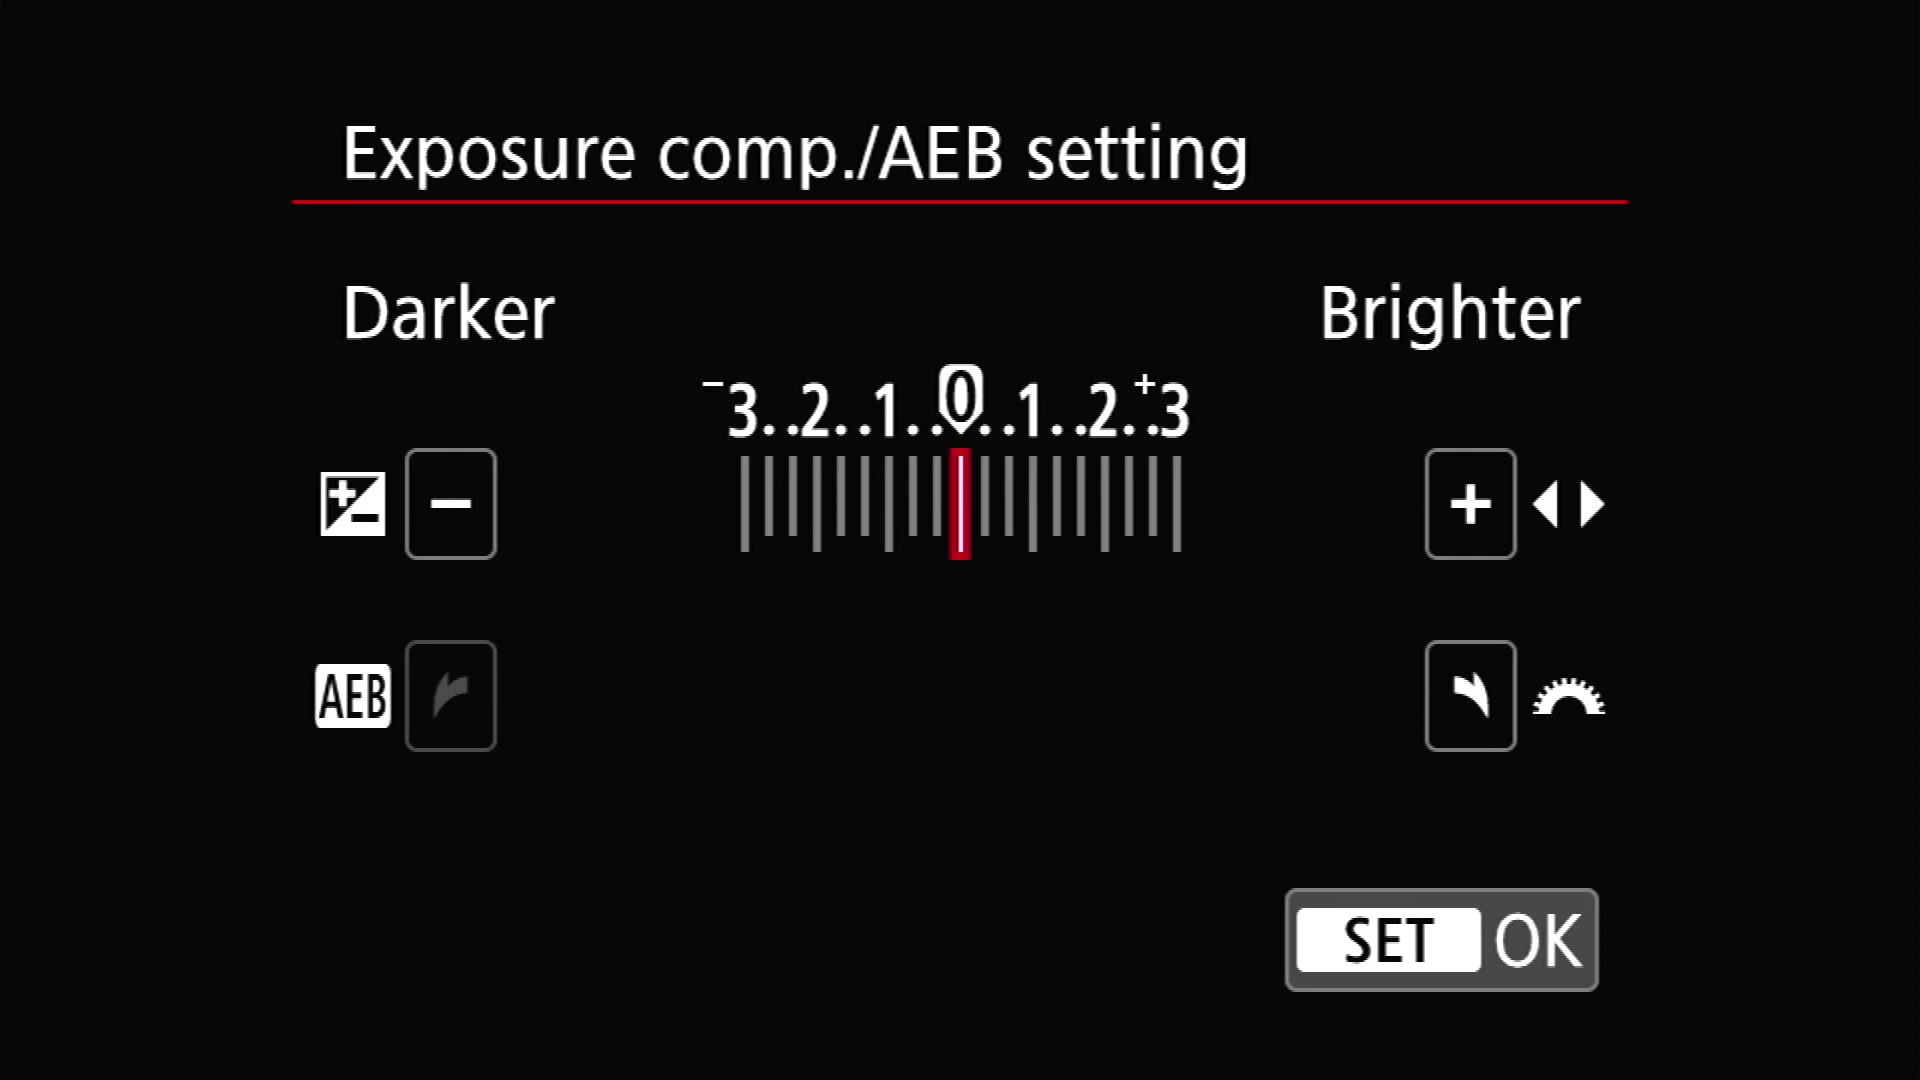 Exposure comp./AEB setting
Darker
Brighter
−3..2..1..0..1..2..+3
− +
AEB
SET OK